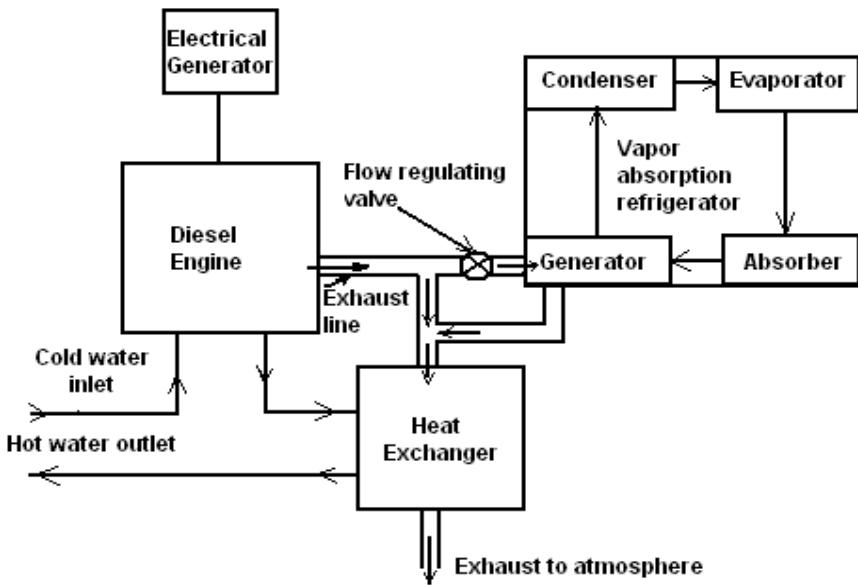 Electrical
Generator
Condenser
Evaporator
Vapor
absorption
refrigerator
Flow regulating
valve
Diesel
Engine
Generator
Absorber
Exhaust
line
Cold water
inlet
Hot water outlet
Heat
Exchanger
Exhaust to atmosphere